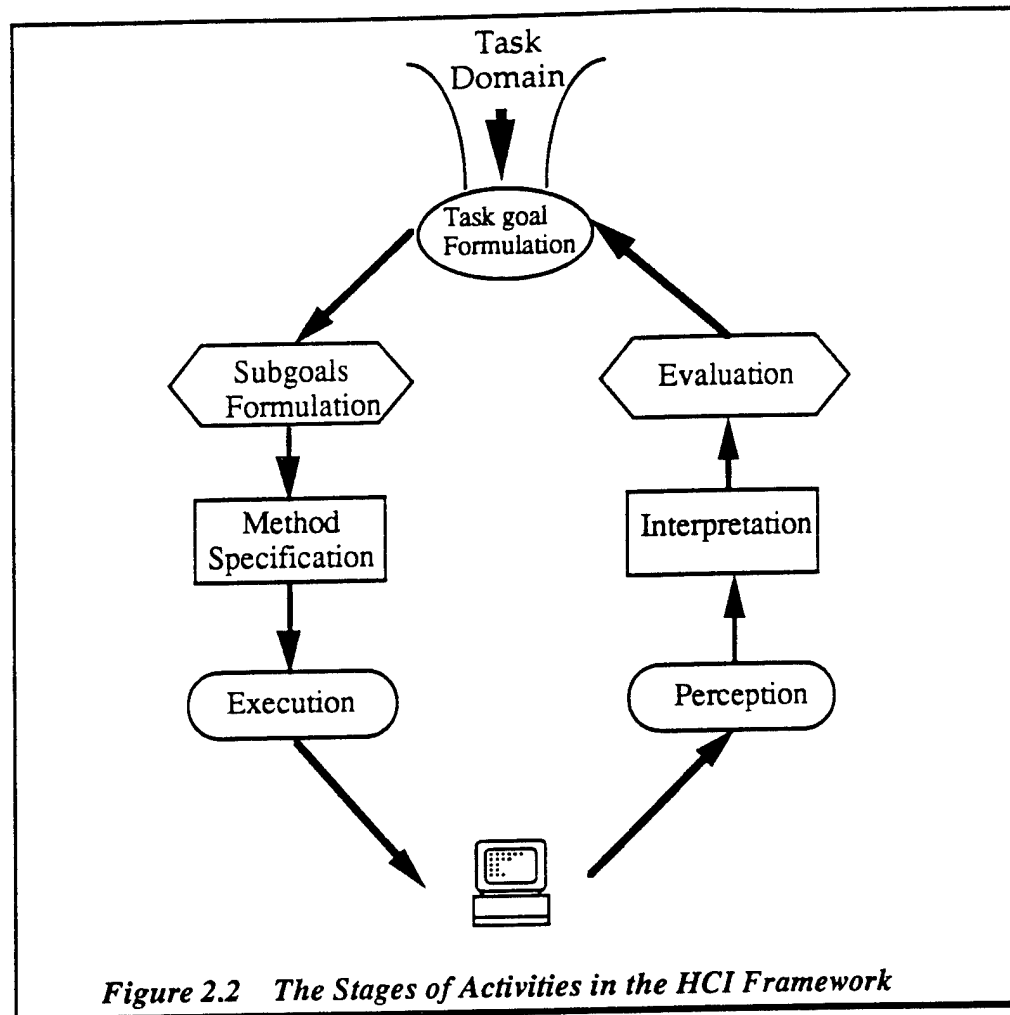 Task
Domain
Task goal
Formulation
Subgoals
Formulation
Evaluation
Method
Specification
Interpretation
Execution
Perception
Figure 2.2 The Stages of Activities in the HCI Framework